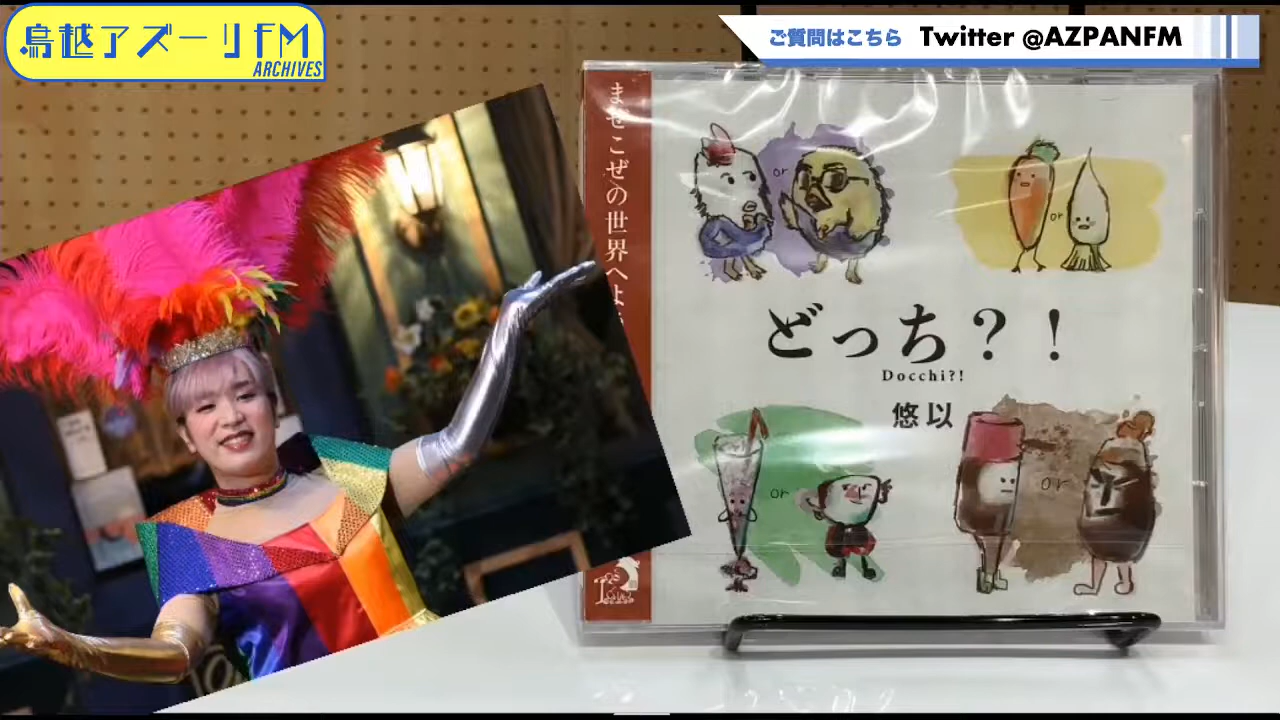 鳥越アズーリFM
ARCHIVES
ご質問はこちら Twitter @AZPANFM
まぜこぜの世界へよ
or
or
どっち?!
Docchi?!
悠以
or
or